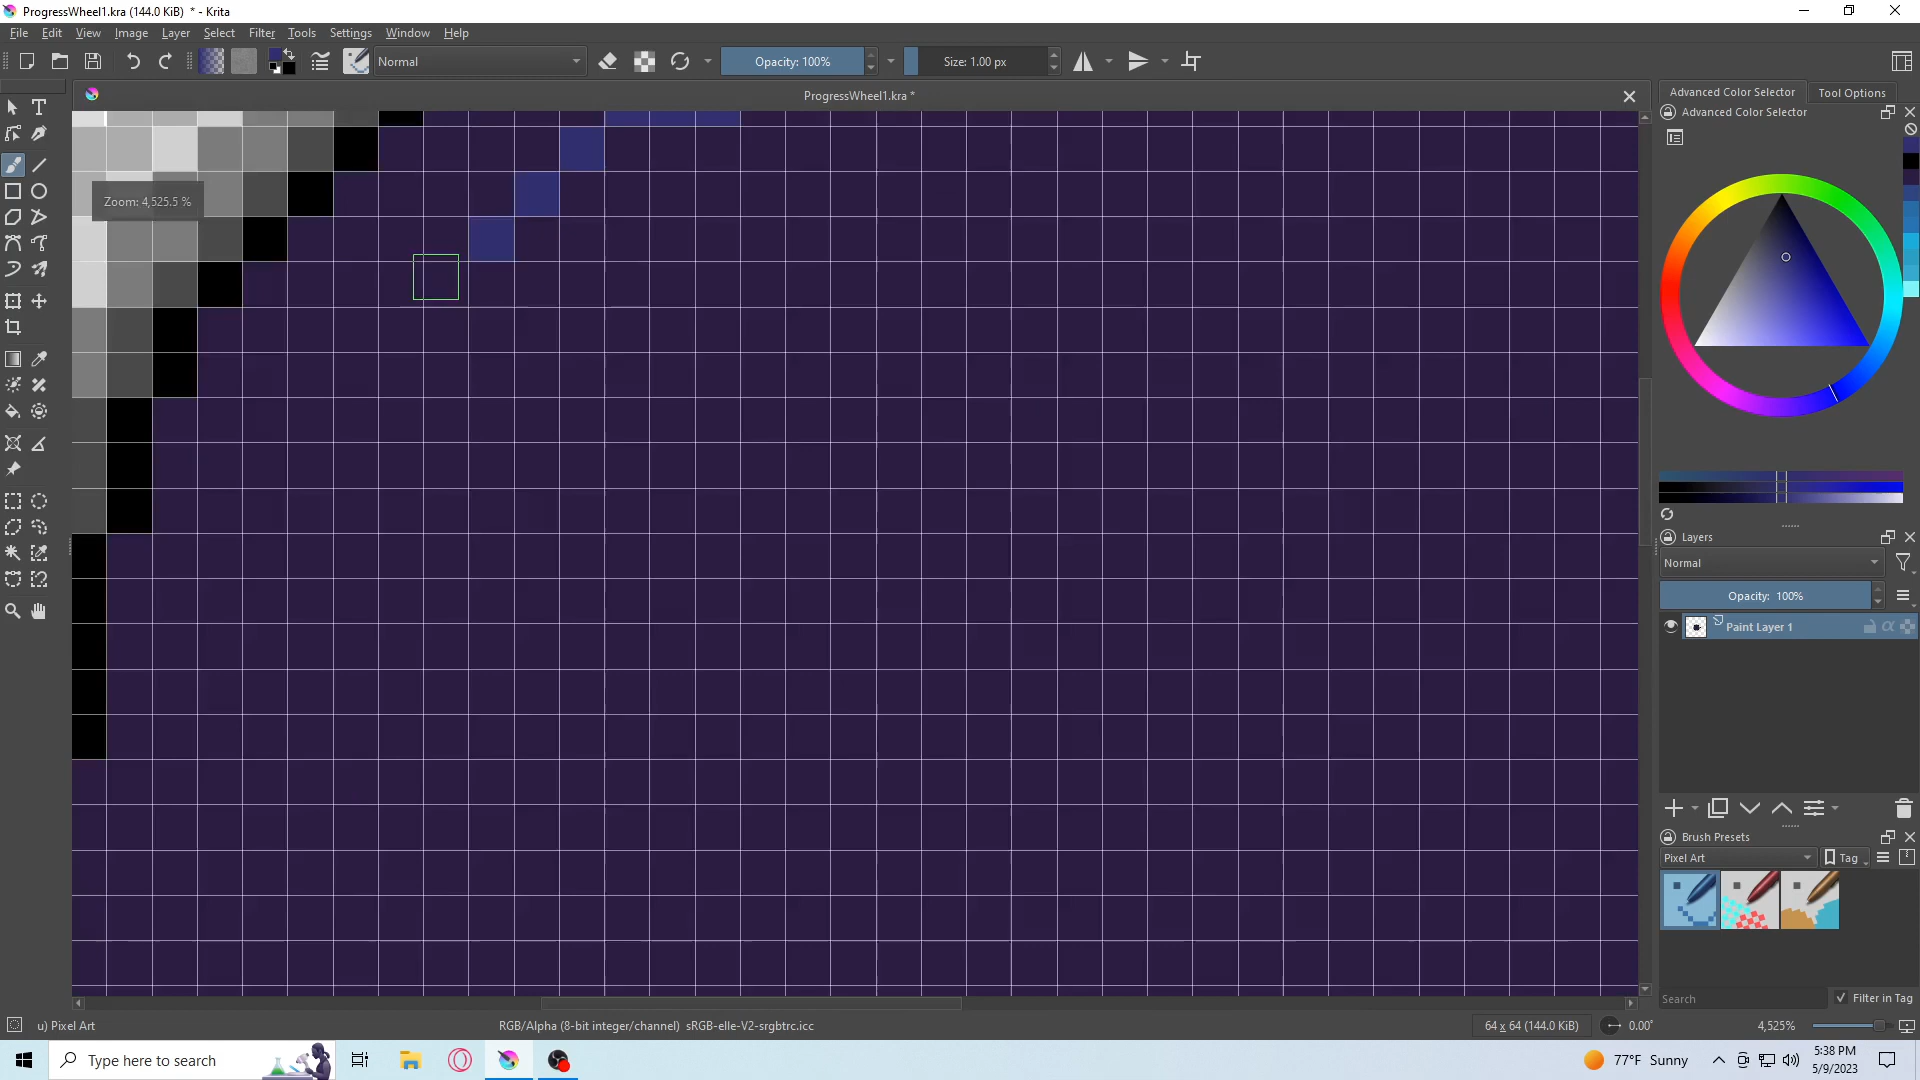 ProgressWheel1.kra (144.0 KiB)  * - Krita
File Edit View Image Layer Select Filter Tools Settings Window Help
Normal
Opacity: 100%
Size: 1.00 px
ProgressWheel1.kra *
Advanced Color Selector
Tool Options
Advanced Color Selector
Zoom: 4,525.5 %
Layers
Normal
Opacity: 100%
Paint Layer 1
Brush Presets
Pixel Art
Tag
Search
Filter in Tag
u) Pixel Art
RGB/Alpha (8-bit integer/channel)  sRGB-elle-V2-srgbtrc.icc
64 x 64 (144.0 KiB)
0.00°
4,525%
Type here to search
77°F  Sunny
5:38 PM
5/9/2023